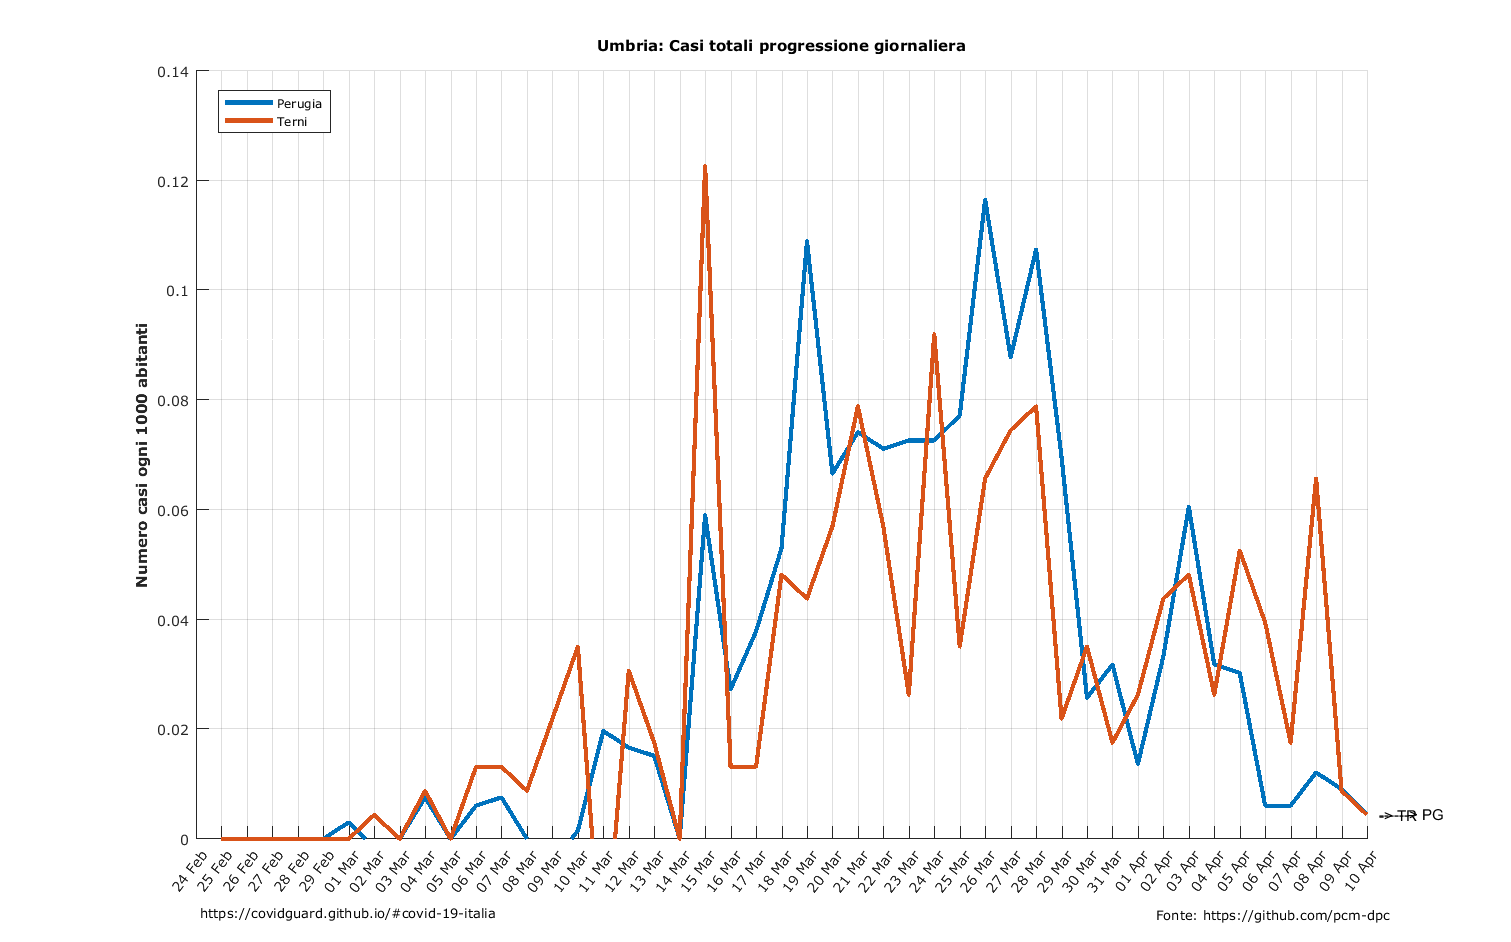 Umbria: Casi totali progressione giornaliera
Numero casi ogni 1000 abitanti
0.14
0.12
0.1
0.08
0.06
0.04
0.02
0
Perugia
Terni
24 Feb
25 Feb
26 Feb
27 Feb
28 Feb
29 Feb
01 Mar
02 Mar
03 Mar
04 Mar
05 Mar
06 Mar
07 Mar
08 Mar
09 Mar
10 Mar
11 Mar
12 Mar
13 Mar
14 Mar
15 Mar
16 Mar
17 Mar
18 Mar
19 Mar
20 Mar
21 Mar
22 Mar
23 Mar
24 Mar
25 Mar
26 Mar
27 Mar
28 Mar
29 Mar
30 Mar
31 Mar
01 Apr
02 Apr
03 Apr
04 Apr
05 Apr
06 Apr
07 Apr
08 Apr
09 Apr
10 Apr
TR PG
https://covidguard.github.io/#covid-19-italia
Fonte: https://github.com/pcm-dpc